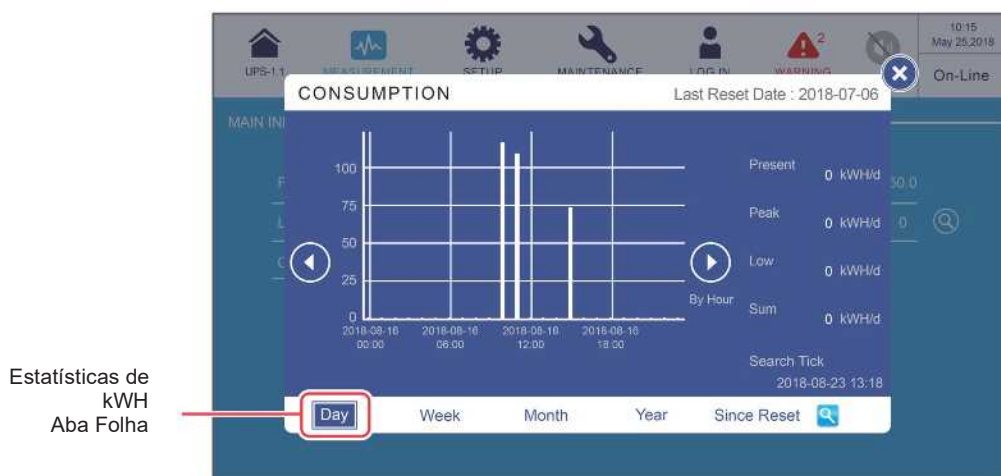 10:15
May 25,2018
2
UPS-1.1
MEASUREMENT
SETUP
MAINTENANCE
LOG IN
WARNING
On-Line
CONSUMPTION
Last Reset Date : 2018-07-06
MAIN IN
100
75
50
25
0
2018-08-16
00:00
2018-08-16
06:00
2018-08-16
12:00
2018-08-16
18:00
By Hour
Present
0 kWH/d
Peak
0 kWH/d
Low
0 kWH/d
Sum
0 kWH/d
Search Tick
2018-08-23 13:18
0
Day
Week
Month
Year
Since Reset
Estatísticas de
kWH
Aba Folha